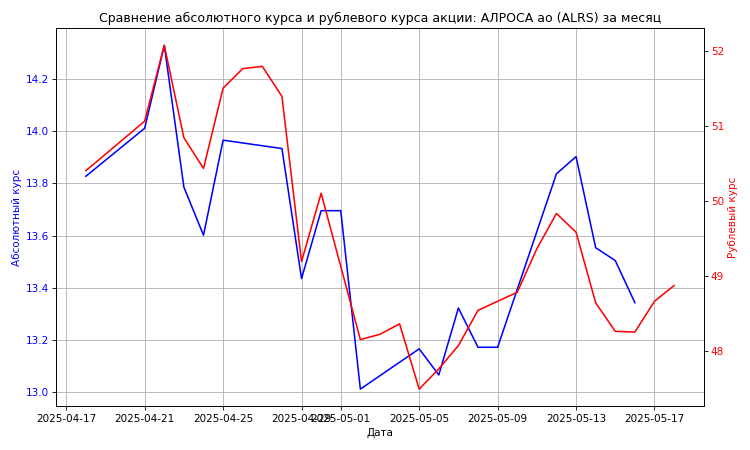 Сравнение абсолютного курса и рублевого курса акции: АЛРОСА ао (ALRS) за месяц
Абсолютный курс
14.2
14.0
13.8
13.6
13.4
13.2
13.0
52
51
50
49
48
Рублевый курс
2025-04-17 2025-04-21 2025-04-25 2025-04-29 2025-05-01 2025-05-05 2025-05-09 2025-05-13 2025-05-17
Дата